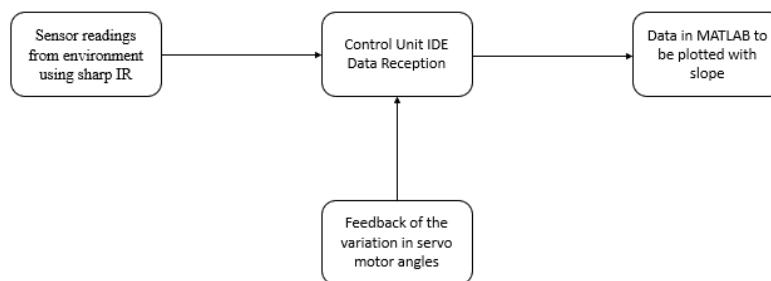 Sensor readings
from environment
using sharp IR
Control Unit IDE
Data Reception
Data in MATLAB to
be plotted with
slope
Feedback of the
variation in servo
motor angles